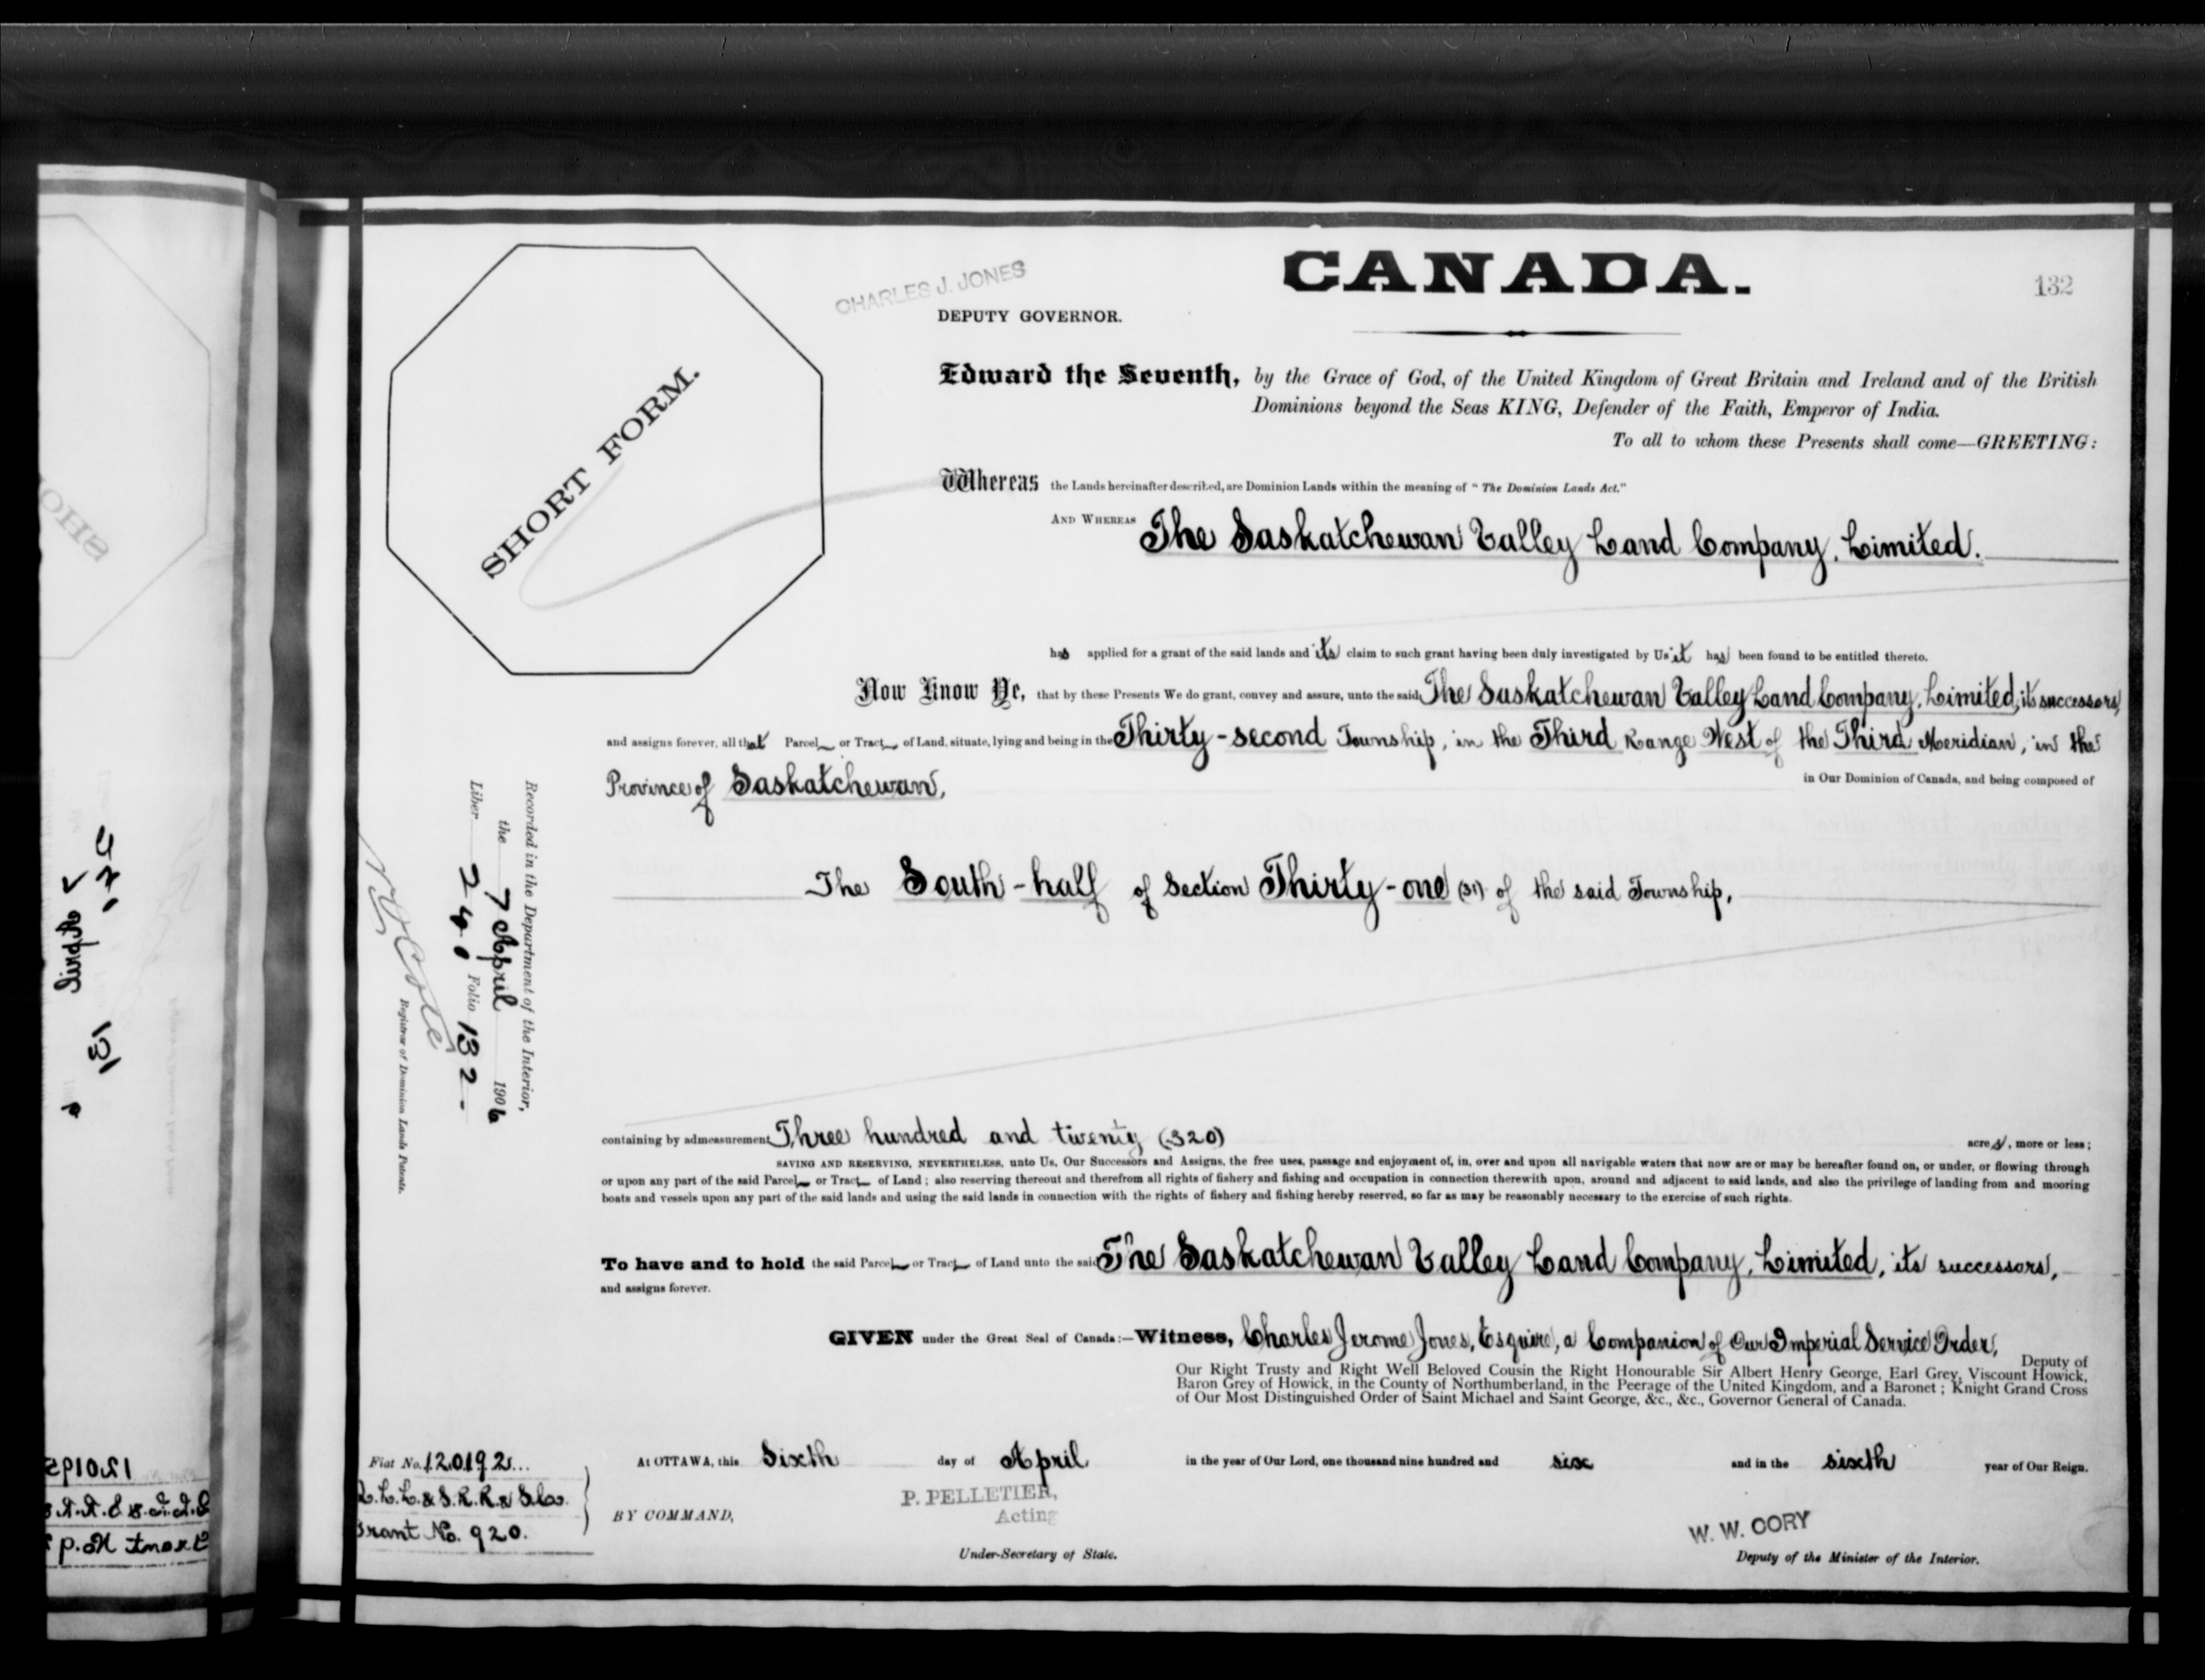 CANADA.
132
CHARLES J. JONES
DEPUTY GOVERNOR.
SHORT FORM.
Edward the Seventh, by the Grace of God, of the United Kingdom of Great Britain and Ireland and of the British
Dominions beyond the Seas KING, Defender of the Faith, Emperor of India.
To all to whom these Presents shall come—GREETING:
Whereas the Lands hereinafter described, are Dominion Lands within the meaning of "The Dominion Lands Act."
AND WHEREAS The Saskatchewan Valley Land Company, Limited.
has applied for a grant of the said lands and its claim to such grant having been duly investigated by Us it has been found to be entitled thereto.
Now Know Ye, that by these Presents We do grant, convey and assure, unto the said The Saskatchewan Valley Land Company, Limited, its successors,
and assigns forever, all that Parcel or Tract of Land, situate, lying and being in the Thirty-second Township, in the Third Range West of the Third Meridian, in the
Province of Saskatchewan, in Our Dominion of Canada, and being composed of
The South-half of Section Thirty-one (31) of the said Township,
containing by admeasurement Three hundred and twenty (320) acres, more or less;
SAVING AND RESERVING, NEVERTHELESS, unto Us, Our Successors and Assigns, the free uses, passage and enjoyment of, in, over and upon all navigable waters that now are or may be hereafter found on, or under, or flowing through
or upon any part of the said Parcel or Tract of Land; also reserving thereout and therefrom all rights of fishery and fishing and occupation in connection therewith upon, around and adjacent to said lands, and also the privilege of landing from and mooring
boats and vessels upon any part of the said lands and using the said lands in connection with the rights of fishery and fishing hereby reserved, so far as may be reasonably necessary to the exercise of such rights.
To have and to hold the said Parcel or Tract of Land unto the said The Saskatchewan Valley Land Company, Limited, its successors,
and assigns forever.
GIVEN under the Great Seal of Canada:—Witness, Charles Jerome Jones, Esquire, a Companion of Our Imperial Service Order,
Deputy of
Our Right Trusty and Right Well Beloved Cousin the Right Honourable Sir Albert Henry George, Earl Grey, Viscount Howick,
Baron Grey of Howick, in the County of Northumberland, in the Peerage of the United Kingdom, and a Baronet; Knight Grand Cross
of Our Most Distinguished Order of Saint Michael and Saint George, &c., &c., Governor General of Canada.
At OTTAWA, this Sixth day of April in the year of Our Lord, one thousand nine hundred and six and in the sixth year of Our Reign.
BY COMMAND,
P. PELLETIER,
Acting
Under-Secretary of State.
W. W. CORY
Deputy of the Minister of the Interior.
Fiat No. 120192
L. L. & S. R. R. & S. Co.
Grant No. 920.
Recorded in the Department of the Interior,
the 7 April 1906
Liber 240 Folio 132
Registrar of Dominion Lands Patents.